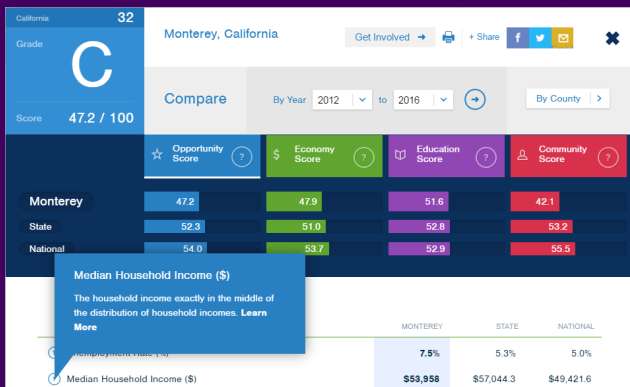 California 32
Grade
C
Score 47.2 / 100
Monterey, California
Get Involved
+ Share
f
Compare
By Year 2012 to 2016
By County
Opportunity Score ?
$ Economy Score ?
Education Score ?
Community Score ?
Monterey 47.2 47.9 51.6 42.1
State 52.3 51.0 52.8 53.2
National 54.0 53.7 52.9 55.5
Median Household Income ($)
The household income exactly in the middle of
the distribution of household incomes. Learn
More
MONTEREY STATE NATIONAL
7.5% 5.3% 5.0%
Median Household Income ($) $53,958 $57,044.3 $49,421.6